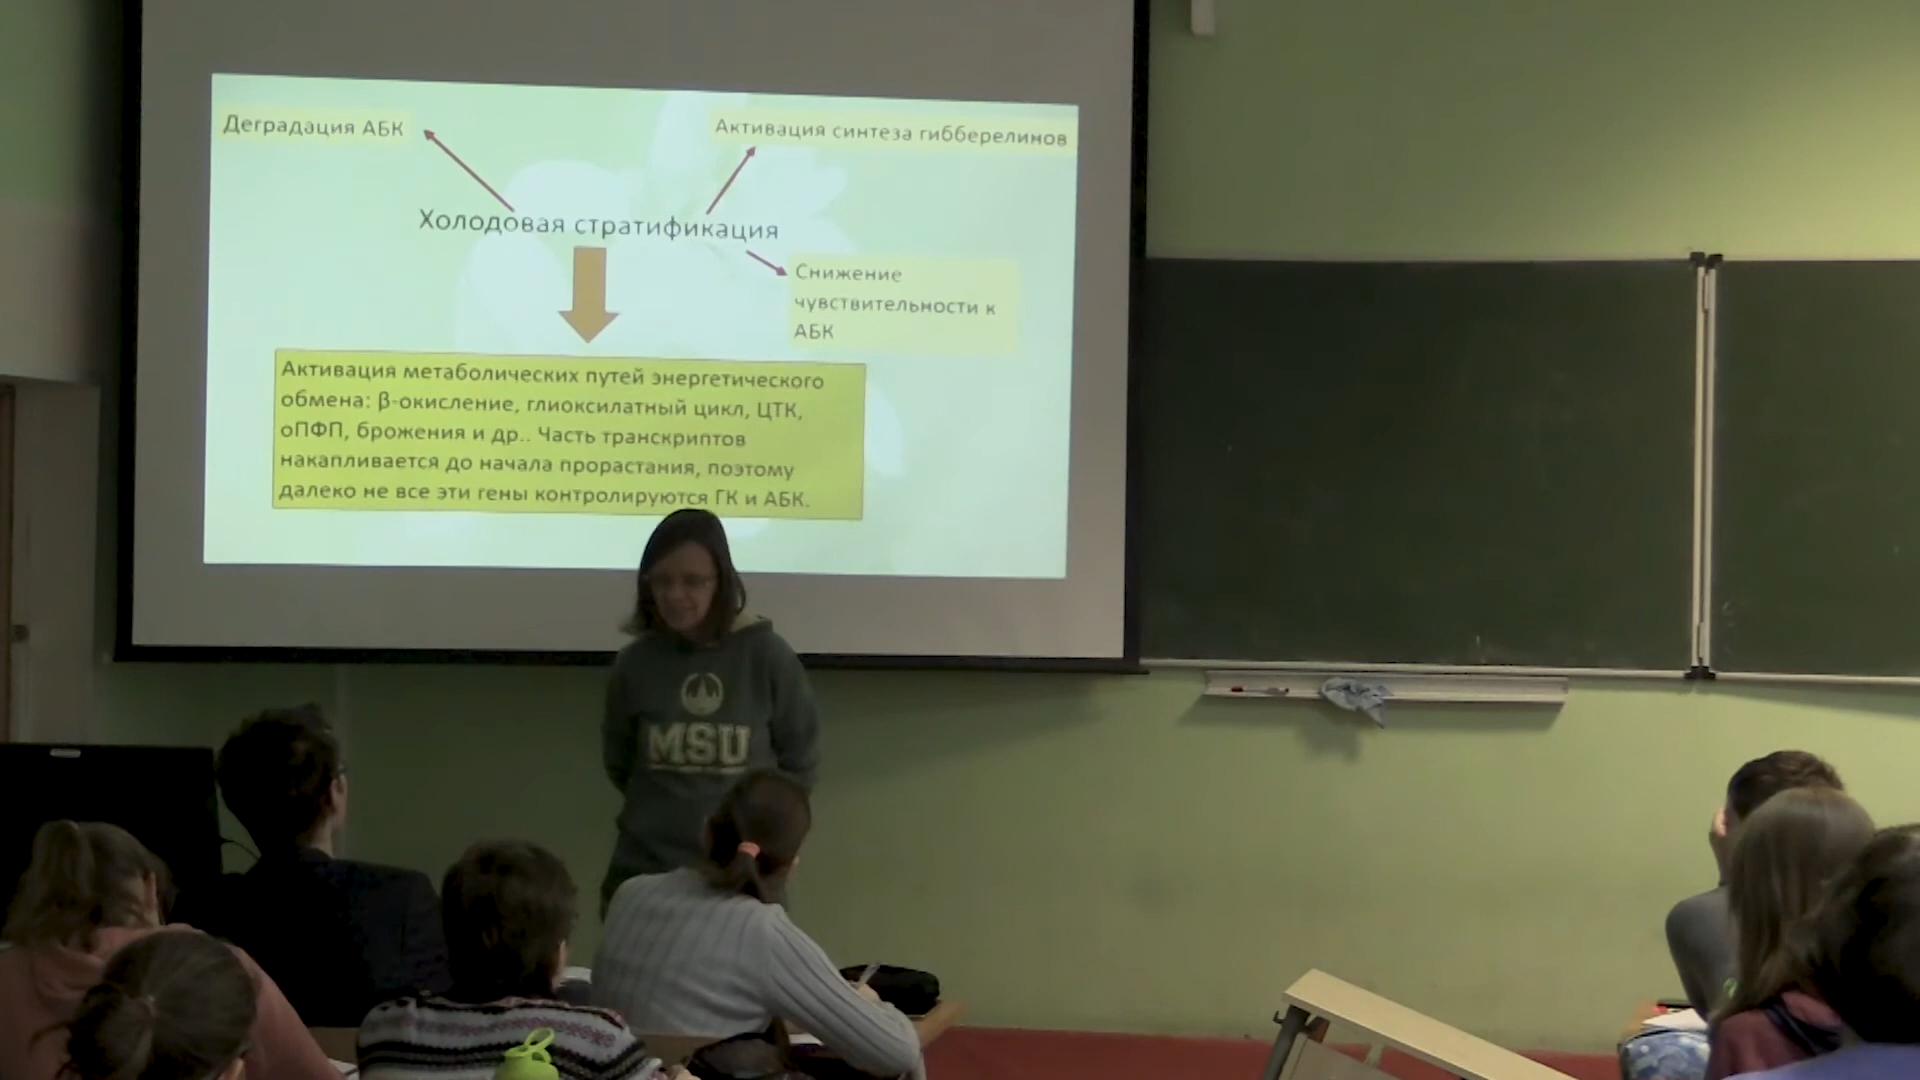 Деградация АБК
Активация синтеза гибберелинов
Холодовая стратификация
Снижение
чувствительности к
АБК
Активация метаболических путей энергетического
обмена: β-окисление, глиоксилатный цикл, ЦТК,
оПФП, брожения и др.. Часть транскриптов
накапливается до начала прорастания, поэтому
далеко не все эти гены контролируются ГК и АБК.
MSU